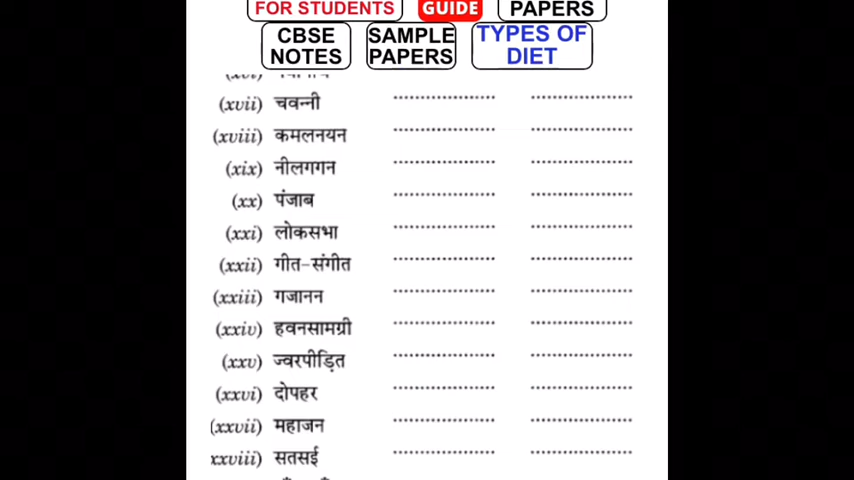 FOR STUDENTS GUIDE PAPERS
CBSE NOTES SAMPLE PAPERS TYPES OF DIET
(xvii) चवन्नी ........................ ........................
(xviii) कमलनयन ........................ ........................
(xix) नीलगगन ........................ ........................
(xx) पंजाब ........................ ........................
(xxi) लोकसभा ........................ ........................
(xxii) गीत-संगीत ........................ ........................
(xxiii) गजानन ........................ ........................
(xxiv) हवनसामग्री ........................ ........................
(xxv) ज्वरपीड़ित ........................ ........................
(xxvi) दोपहर ........................ ........................
(xxvii) महाजन ........................ ........................
xxviii) सतसई ........................ ........................